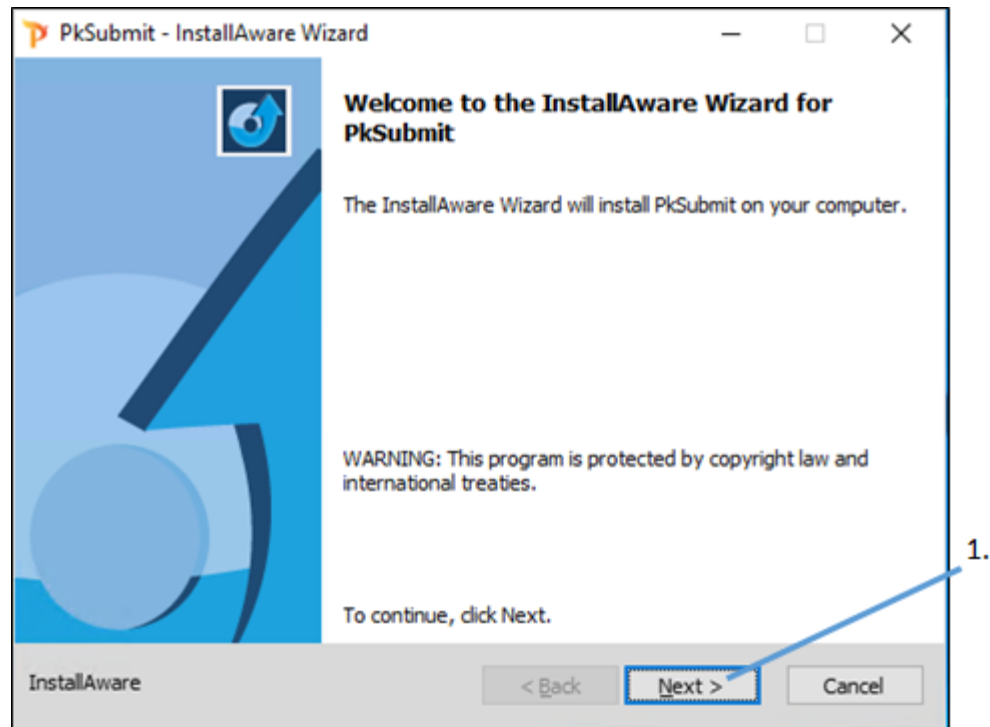 PkSubmit - InstallAware Wizard
Welcome to the InstallAware Wizard for
PkSubmit
The InstallAware Wizard will install PkSubmit on your computer.
WARNING: This program is protected by copyright law and
international treaties.
1.
To continue, click Next.
InstallAware
< Back
Next >
Cancel